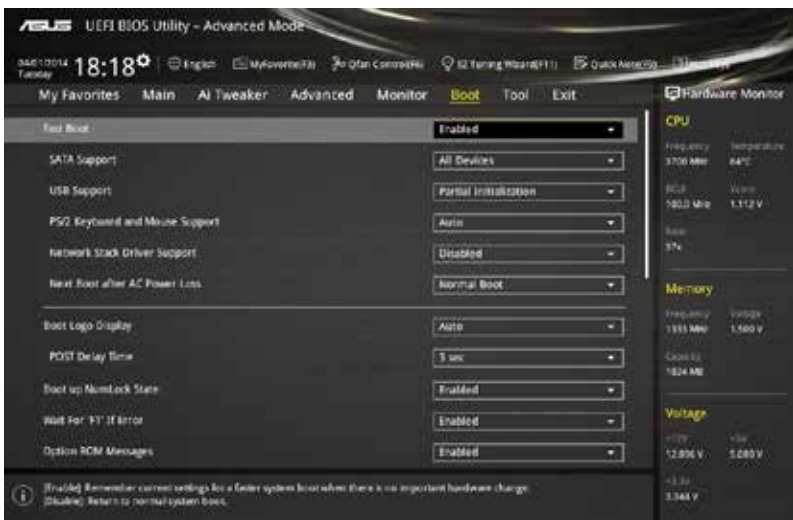 ASUS UEFI BIOS Utility – Advanced Mode
04/01/2014
Tuesday
18:18
English MyFavorite(F3) Qfan Control(F6) EZ Tuning Wizard(F11) Quick Note(F9)
My Favorites Main Ai Tweaker Advanced Monitor Boot Tool Exit
Hardware Monitor
Fast Boot Enabled
SATA Support All Devices
USB Support Partial Initialization
PS/2 Keyboard and Mouse Support Auto
Network Stack Driver Support Disabled
Next Boot after AC Power Loss Normal Boot
Boot Logo Display Auto
POST Delay Time 3 sec
Boot up NumLock State Enabled
Wait For 'F1' If Error Enabled
Option ROM Messages Enabled
[Enable]: Remember current settings for a faster system boot when there is no important hardware change.
[Disable]: Return to normal system boot.
CPU
Frequency Temperature
3700 MHz 64°C
BCLK Vcore
100.0 MHz 1.112 V
Ratio
37x
Memory
Frequency Voltage
1333 MHz 1.500 V
Capacity
1024 MB
Voltage
+12V +5V
5.080 V
+3.3V
3.344 V